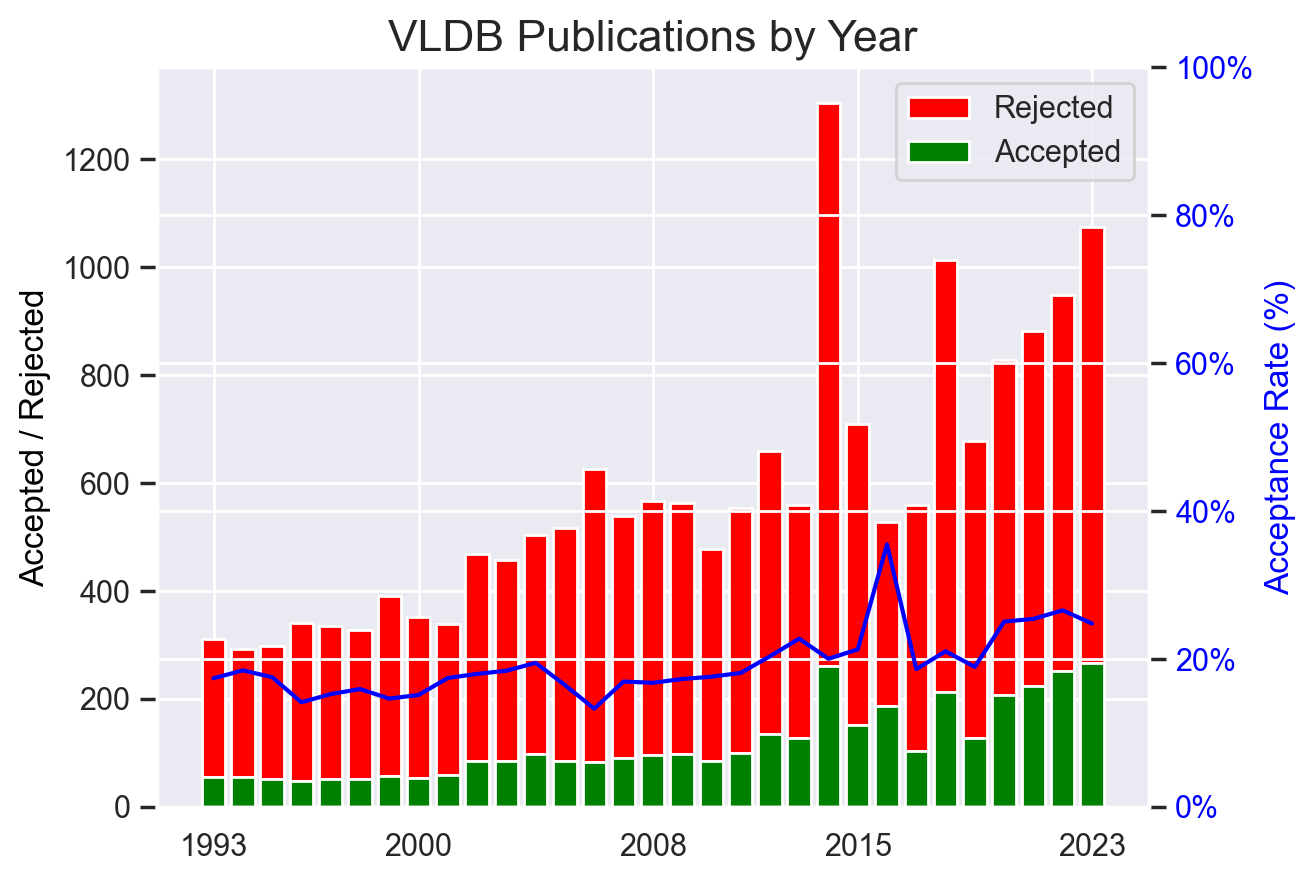 VLDB Publications by Year
Rejected
Accepted
Accepted / Rejected
1200
1000
800
600
400
200
0
100%
80%
60%
40%
20%
0%
Acceptance Rate (%)
1993 2000 2008 2015 2023